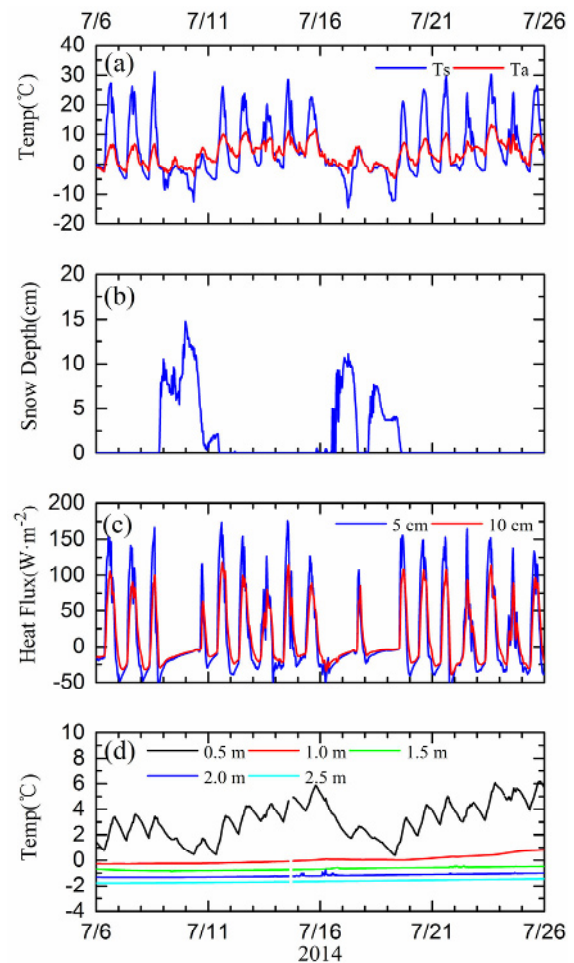 7/6 7/11 7/16 7/21 7/26
(a) Ts Ta
Temp(℃)
40
30
20
10
0
-10
-20
(b)
Snow Depth(cm)
20
15
10
5
0
(c) 5 cm 10 cm
Heat Flux(W·m⁻²)
200
150
100
50
0
-50
(d) 0.5 m 1.0 m 1.5 m
2.0 m 2.5 m
Temp(℃)
12
10
8
6
4
2
0
-2
-4
7/6 7/11 7/16 7/21 7/26
2014